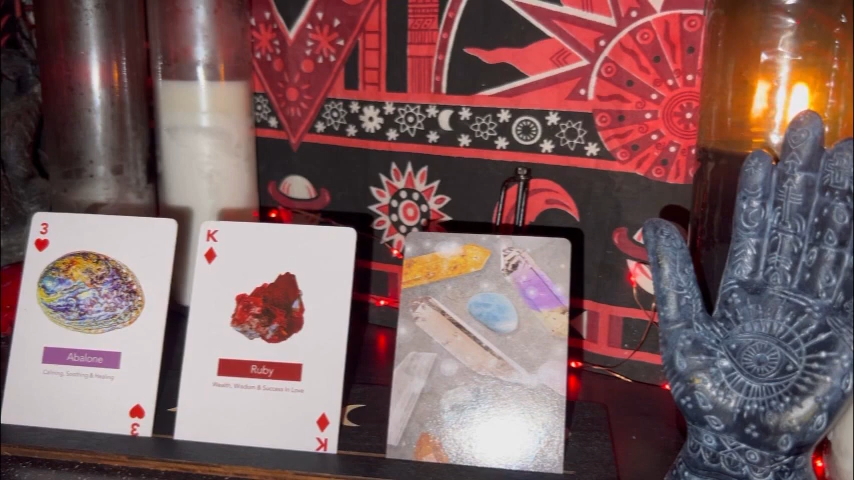 3
Abalone
Calming, Soothing & Healing
3
K
Ruby
Wealth, Wisdom & Success in Love
K